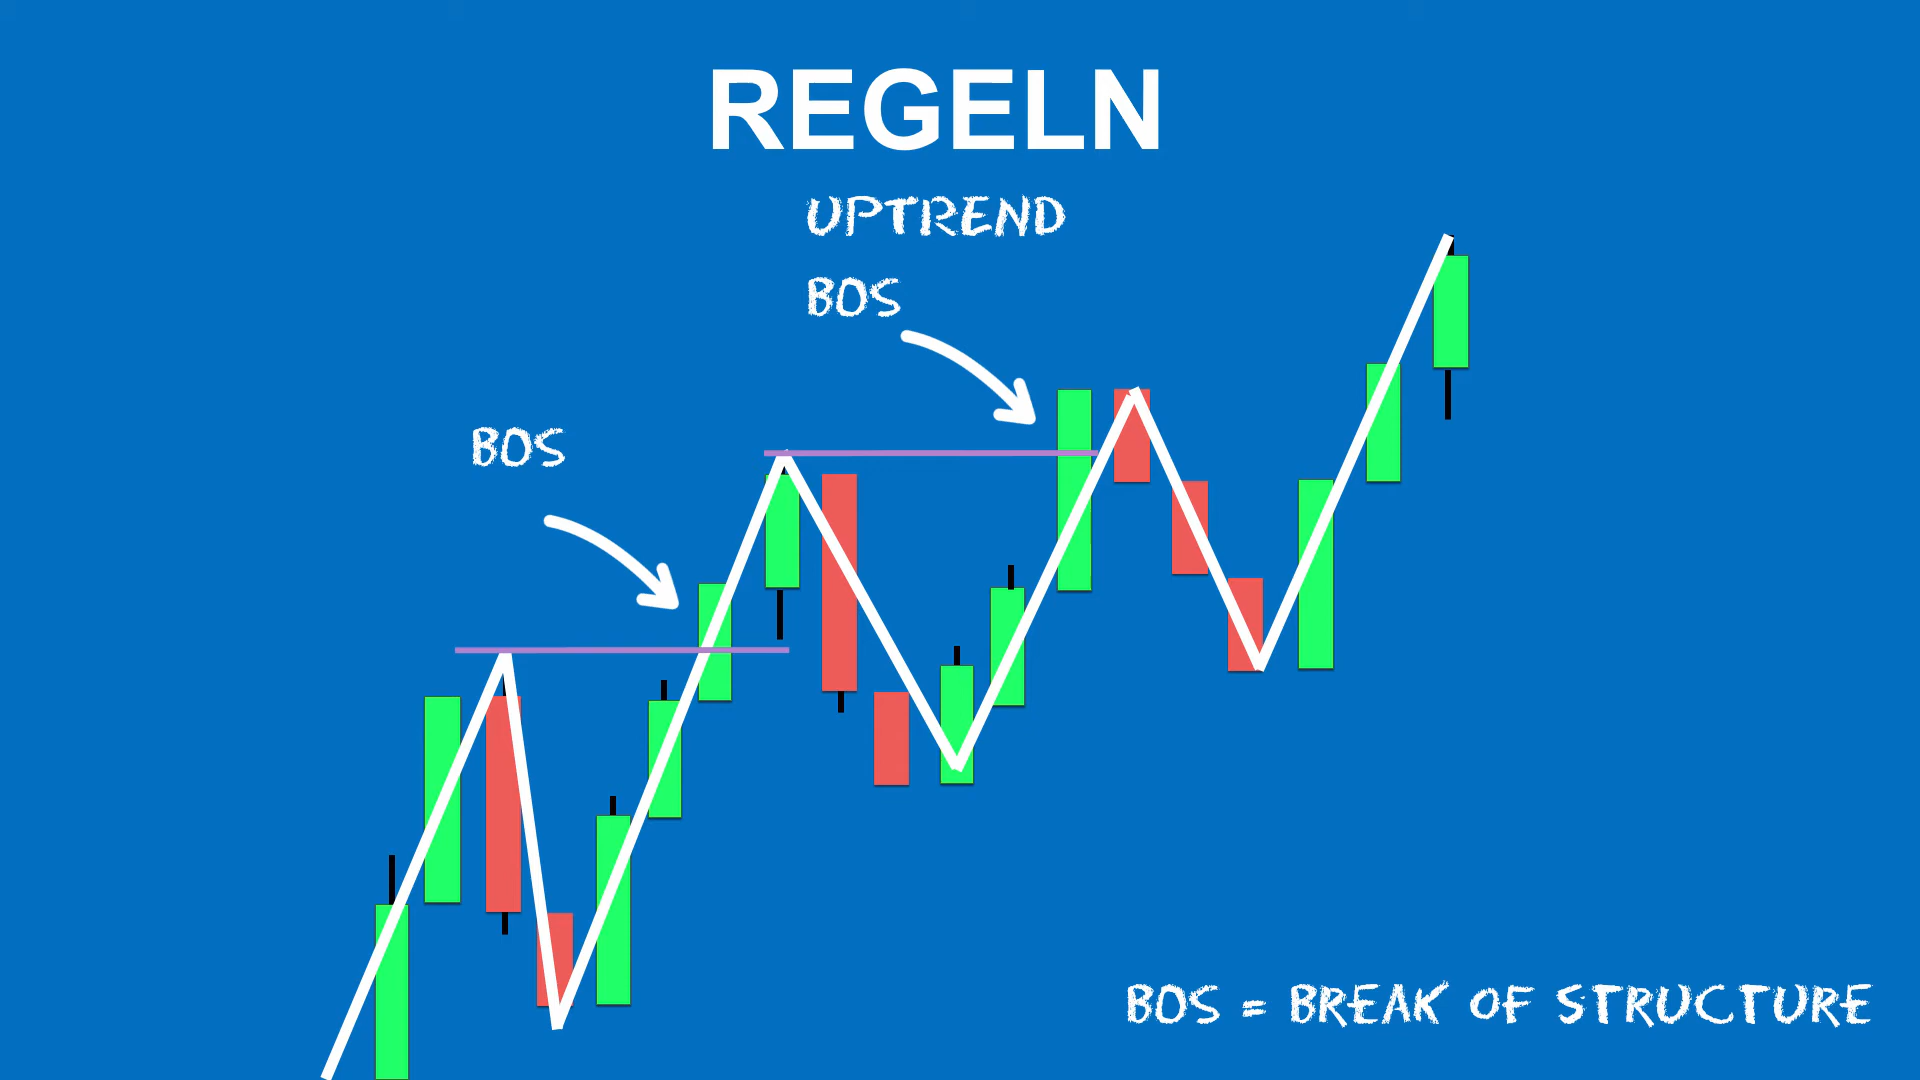 REGELN
UPTREND
BOS
BOS
BOS = BREAK OF STRUCTURE